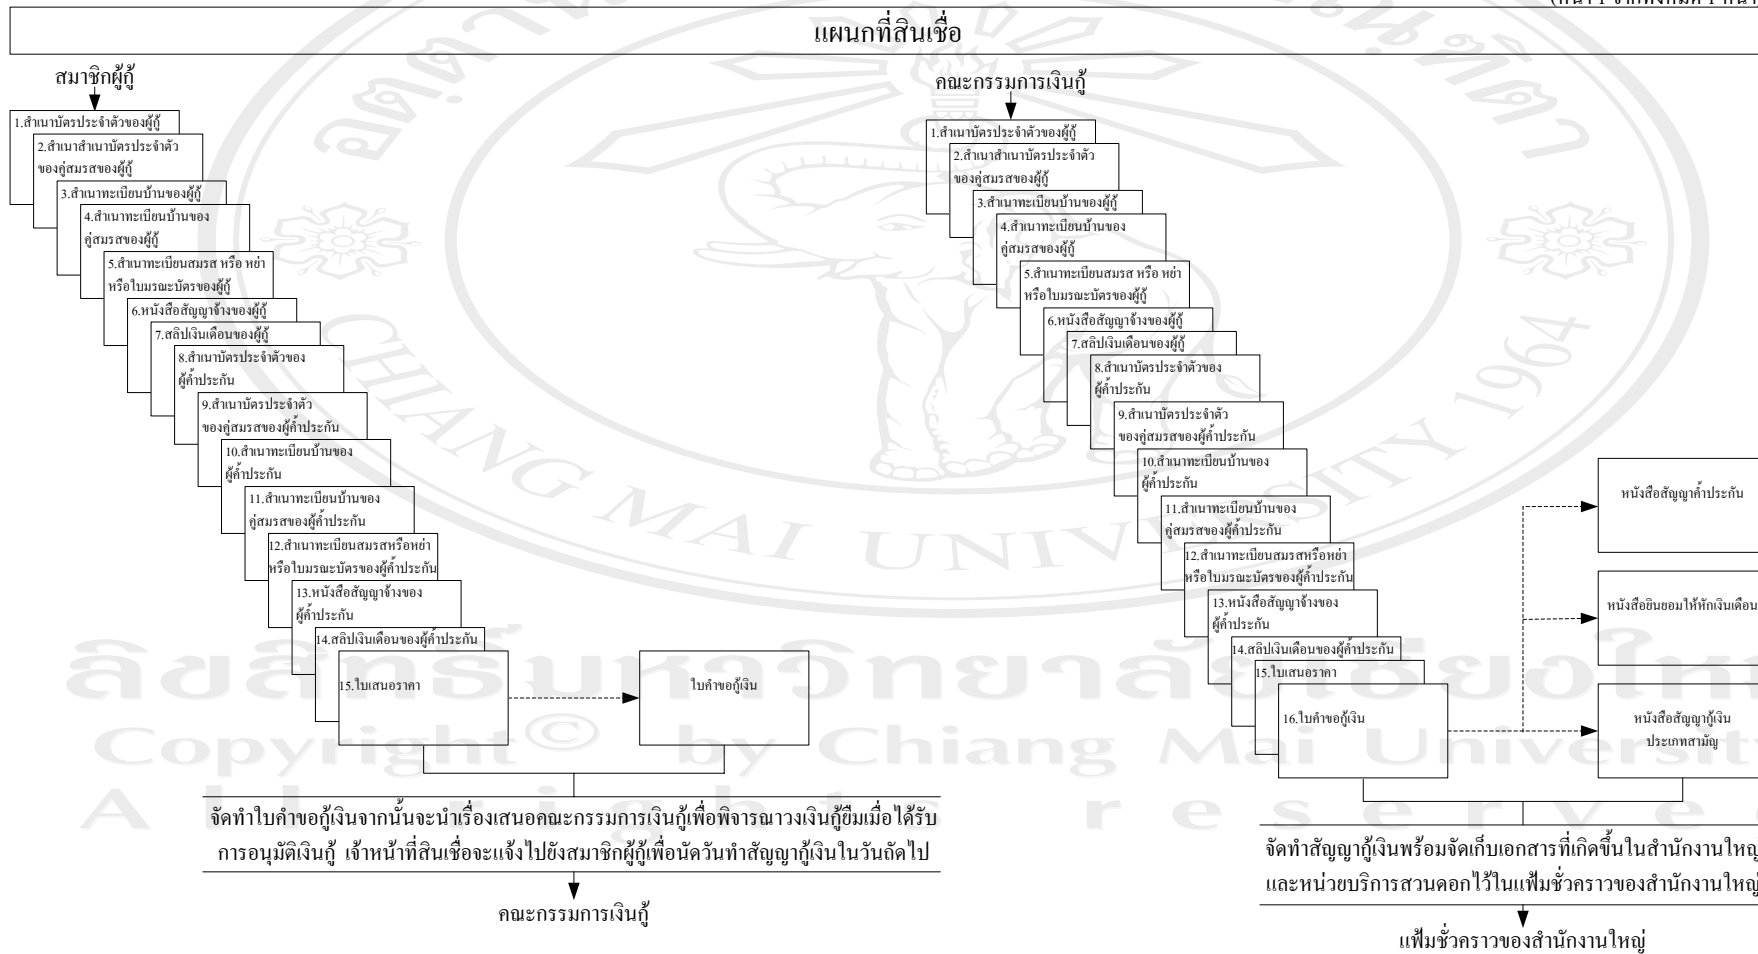 แผนกที่สินเชื่อ
สมาชิกผู้กู้
1.สำเนาบัตรประจำตัวของผู้กู้
2.สำเนาสำเนาบัตรประจำตัว
ของคู่สมรสของผู้กู้
3.สำเนาทะเบียนบ้านของผู้กู้
4.สำเนาทะเบียนบ้านของ
คู่สมรสของผู้กู้
5.สำเนาทะเบียนสมรส หรือ หย่า
หรือใบมรณะบัตรของผู้กู้
6.หนังสือสัญญาจ้างของผู้กู้
7.สลิปเงินเดือนของผู้กู้
8.สำเนาบัตรประจำตัวของ
ผู้ค้ำประกัน
9.สำเนาบัตรประจำตัว
ของคู่สมรสของผู้ค้ำประกัน
10.สำเนาทะเบียนบ้านของ
ผู้ค้ำประกัน
11.สำเนาทะเบียนบ้านของ
คู่สมรสของผู้ค้ำประกัน
12.สำเนาทะเบียนสมรสหรือหย่า
หรือใบมรณะบัตรของผู้ค้ำประกัน
13.หนังสือสัญญาจ้างของ
ผู้ค้ำประกัน
14.สลิปเงินเดือนของผู้ค้ำประกัน
15.ใบเสนอราคา
ใบคำขอกู้เงิน
จัดทำใบคำขอกู้เงินจากนั้นจะนำเรื่องเสนอคณะกรรมการเงินกู้เพื่อพิจารณาวงเงินกู้ยืมเมื่อได้รับ
การอนุมัติเงินกู้ เจ้าหน้าที่สินเชื่อจะแจ้งไปยังสมาชิกผู้กู้เพื่อนัดวันทำสัญญากู้เงินในวันถัดไป
คณะกรรมการเงินกู้
คณะกรรมการเงินกู้
1.สำเนาบัตรประจำตัวของผู้กู้
2.สำเนาสำเนาบัตรประจำตัว
ของคู่สมรสของผู้กู้
3.สำเนาทะเบียนบ้านของผู้กู้
4.สำเนาทะเบียนบ้านของ
คู่สมรสของผู้กู้
5.สำเนาทะเบียนสมรส หรือ หย่า
หรือใบมรณะบัตรของผู้กู้
6.หนังสือสัญญาจ้างของผู้กู้
7.สลิปเงินเดือนของผู้กู้
8.สำเนาบัตรประจำตัวของ
ผู้ค้ำประกัน
9.สำเนาบัตรประจำตัว
ของคู่สมรสของผู้ค้ำประกัน
10.สำเนาทะเบียนบ้านของ
ผู้ค้ำประกัน
11.สำเนาทะเบียนบ้านของ
คู่สมรสของผู้ค้ำประกัน
12.สำเนาทะเบียนสมรสหรือหย่า
หรือใบมรณะบัตรของผู้ค้ำประกัน
13.หนังสือสัญญาจ้างของ
ผู้ค้ำประกัน
14.สลิปเงินเดือนของผู้ค้ำประกัน
15.ใบเสนอราคา
16.ใบคำขอกู้เงิน
หนังสือสัญญาค้ำประกัน
หนังสือยินยอมให้หักเงินเดือน
หนังสือสัญญากู้เงิน
ประเภทสามัญ
จัดทำสัญญากู้เงินพร้อมจัดเก็บเอกสารที่เกิดขึ้นในสำนักงานใหญ่
และหน่วยบริการสวนดอกไว้ในแฟ้มชั่วคราวของสำนักงานใหญ่
แฟ้มชั่วคราวของสำนักงานใหญ่
CHIANG MAI UNIVERSITY 1964
Copyright © by Chiang Mai University
All rights